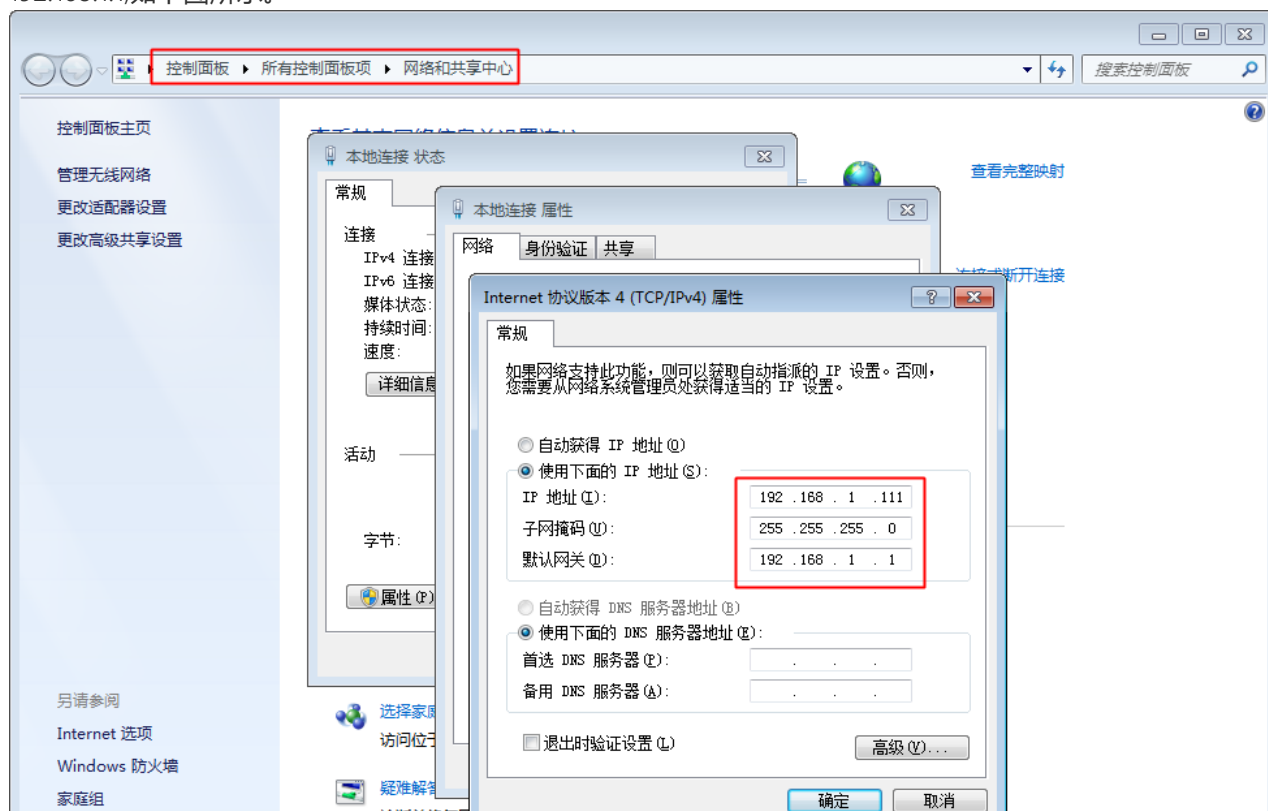 控制面板 ▸ 所有控制面板项 ▸ 网络和共享中心
搜索控制面板
控制面板主页
管理无线网络
更改适配器设置
更改高级共享设置
查看完整映射
本地连接 状态
常规
连接
IPv4 连接
IPv6 连接
媒体状态:
持续时间:
速度:
详细信息
活动
字节:
属性(P)
本地连接 属性
网络 身份验证 共享
开连接
Internet 协议版本 4 (TCP/IPv4) 属性
常规
如果网络支持此功能，则可以获取自动指派的 IP 设置。否则，
您需要从网络系统管理员处获得适当的 IP 设置。
自动获得 IP 地址(O)
使用下面的 IP 地址(S):
IP 地址(I): 192 .168 . 1 .111
子网掩码(U): 255 .255 .255 . 0
默认网关(D): 192 .168 . 1 . 1
自动获得 DNS 服务器地址(B)
使用下面的 DNS 服务器地址(E):
首选 DNS 服务器(P): . . .
备用 DNS 服务器(A): . . .
退出时验证设置(L)
高级(V)...
确定 取消
另请参阅
Internet 选项
Windows 防火墙
家庭组
选择家庭
访问位于
疑难解答